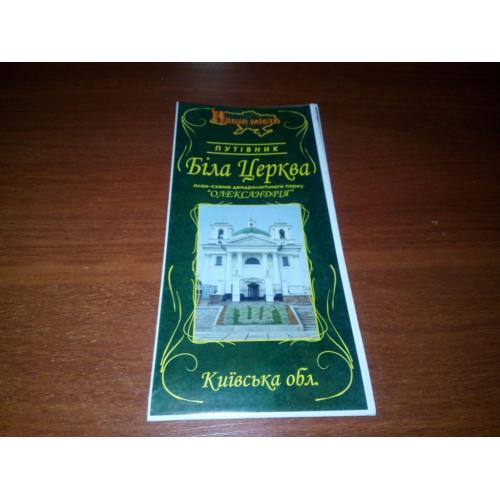 Наше місто
ПУТІВНИК
Біла Церква
план-схема дендрологічного парку
"ОЛЕКСАНДРІЯ"
Київська обл.